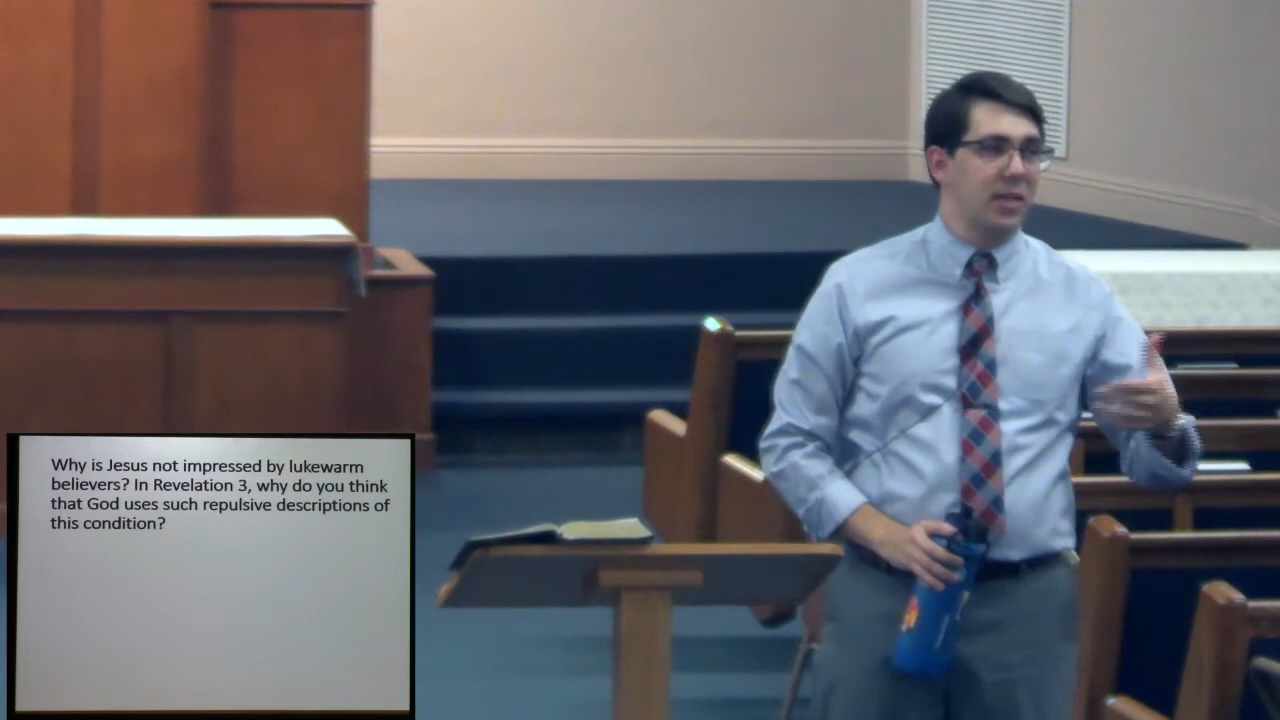 Why is Jesus not impressed by lukewarm
believers? In Revelation 3, why do you think
that God uses such repulsive descriptions of
this condition?